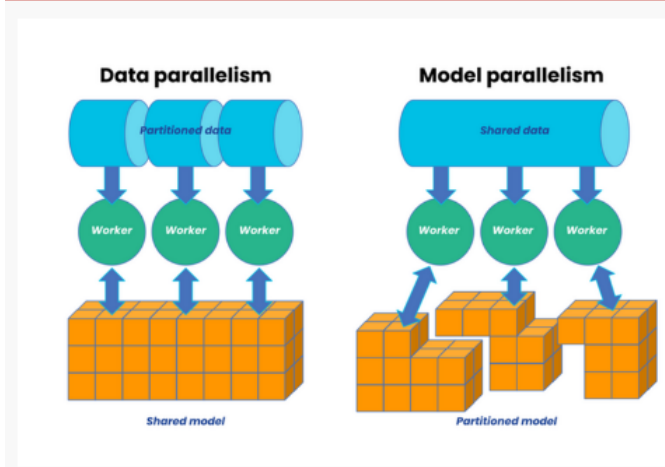 Data parallelism
Partitioned data
Worker
Worker
Worker
Shared model
Model parallelism
Shared data
Worker
Worker
Worker
Partitioned model